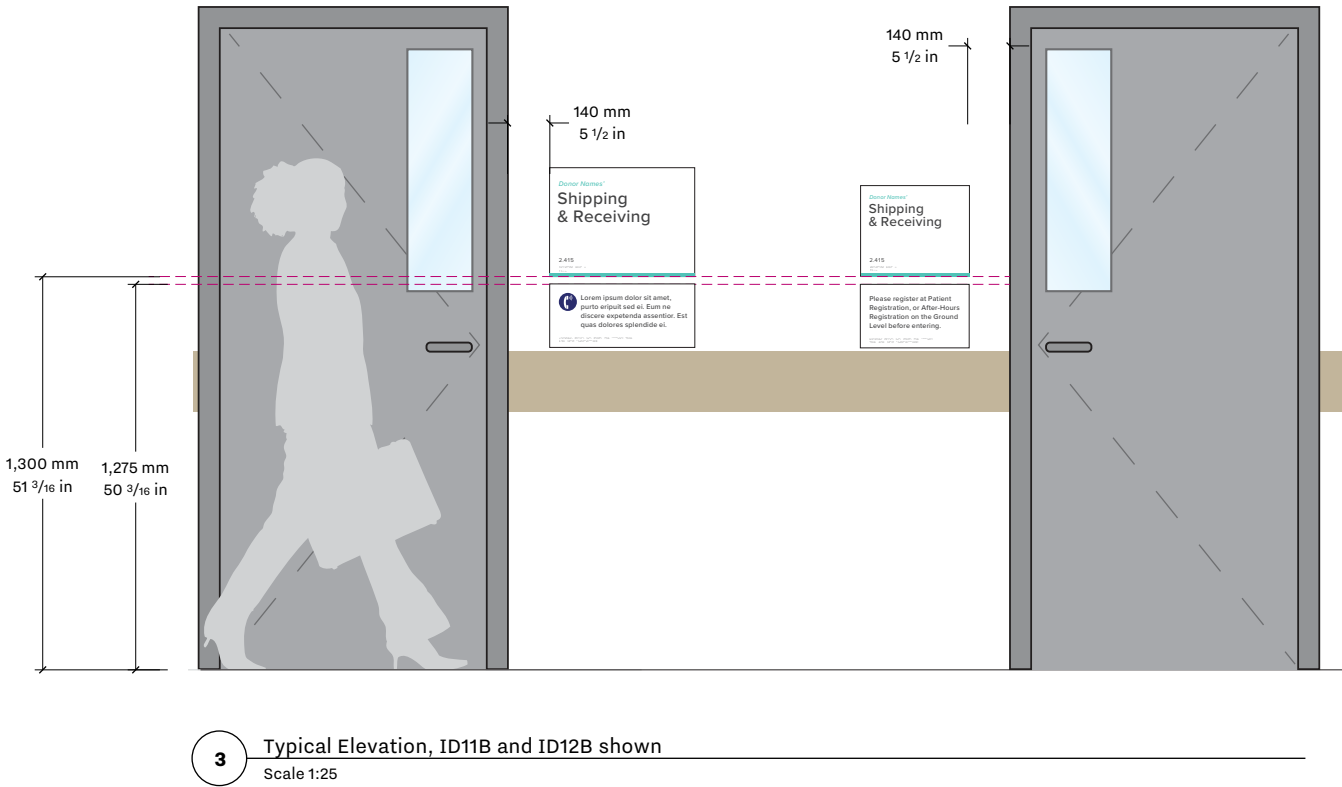 140 mm
5 1/2 in
140 mm
5 1/2 in
Donor Names'
Shipping
& Receiving
2.415
Donor Names'
Shipping
& Receiving
2.415
Lorem ipsum dolor sit amet,
purto eripuit sed ei. Eum ne
discere expetenda assentior. Est
quas dolores splendide ei.
Please register at Patient
Registration, or After-Hours
Registration on the Ground
Level before entering.
1,300 mm
51 3/16 in
1,275 mm
50 3/16 in
3
Typical Elevation, ID11B and ID12B shown
Scale 1:25